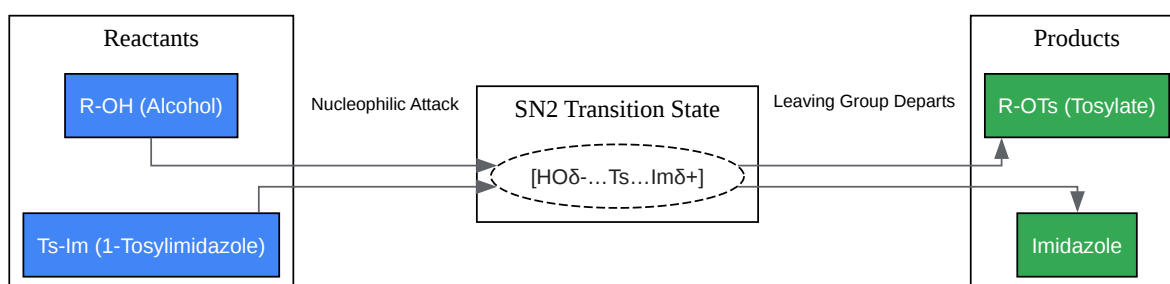 Reactants
R-OH (Alcohol)
Ts-Im (1-Tosylimidazole)
Nucleophilic Attack
SN2 Transition State
[HOδ-…Ts…Imδ+]
Leaving Group Departs
Products
R-OTs (Tosylate)
Imidazole